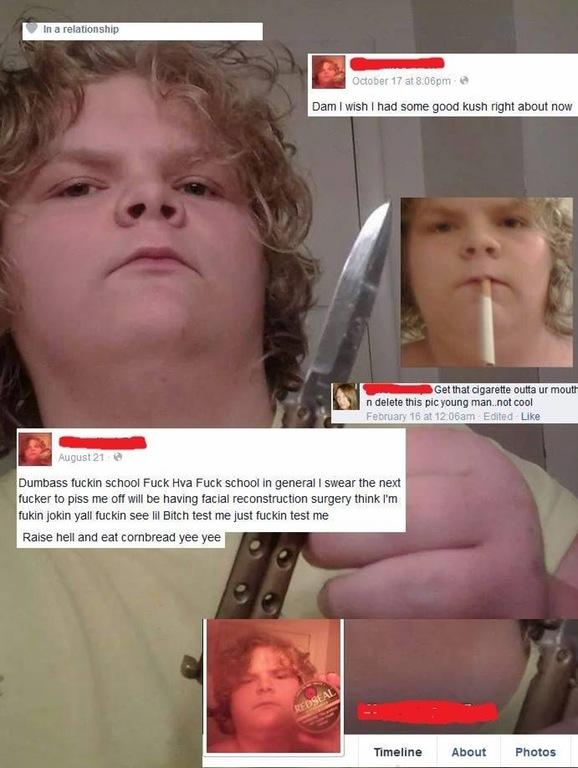 In a relationship
October 17 at 8:06pm ·
Dam I wish I had some good kush right about now
Get that cigarette outta ur mouth
n delete this pic young man..not cool
February 16 at 12:06am · Edited · Like
August 21 ·
Dumbass fuckin school Fuck Hva Fuck school in general I swear the next
fucker to piss me off will be having facial reconstruction surgery think I'm
fukin jokin yall fuckin see lil Bitch test me just fuckin test me
Raise hell and eat cornbread yee yee
REDSEAL
Timeline About Photos